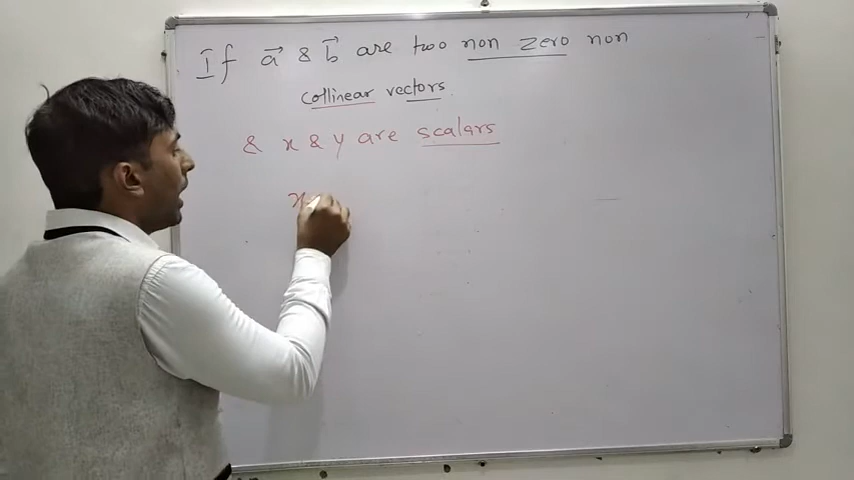 If a⃗ & b⃗ are two non zero non
collinear vectors
& x & y are scalars
x